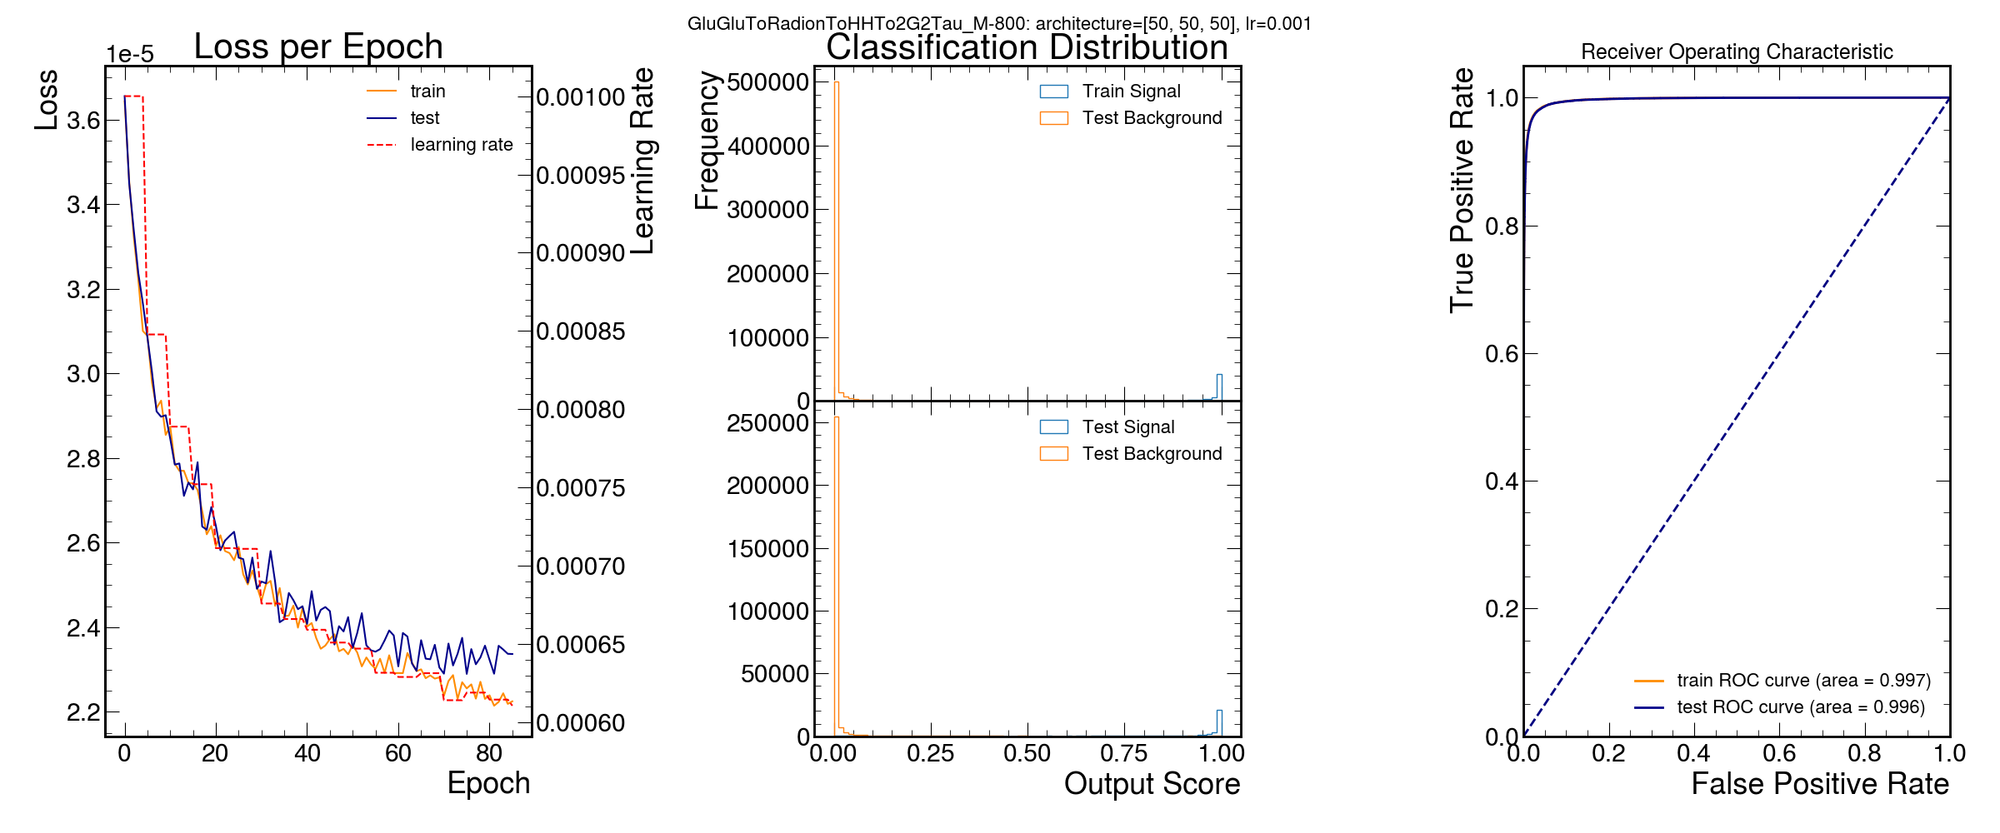 GluGluToRadionToHHTo2G2Tau_M-800: architecture=[50, 50, 50], lr=0.001
Loss per Epoch
1e-5
Loss
3.6
3.4
3.2
3.0
2.8
2.6
2.4
2.2
0 20 40 60 80
Epoch
train
test
learning rate
Learning Rate
0.00100
0.00095
0.00090
0.00085
0.00080
0.00075
0.00070
0.00065
0.00060
Classification Distribution
Frequency
500000
400000
300000
200000
100000
0
Train Signal
Test Background
250000
200000
150000
100000
50000
0
Test Signal
Test Background
0.00 0.25 0.50 0.75 1.00
Output Score
Receiver Operating Characteristic
True Positive Rate
1.0
0.8
0.6
0.4
0.2
0.0
train ROC curve (area = 0.997)
test ROC curve (area = 0.996)
0.0 0.2 0.4 0.6 0.8 1.0
False Positive Rate